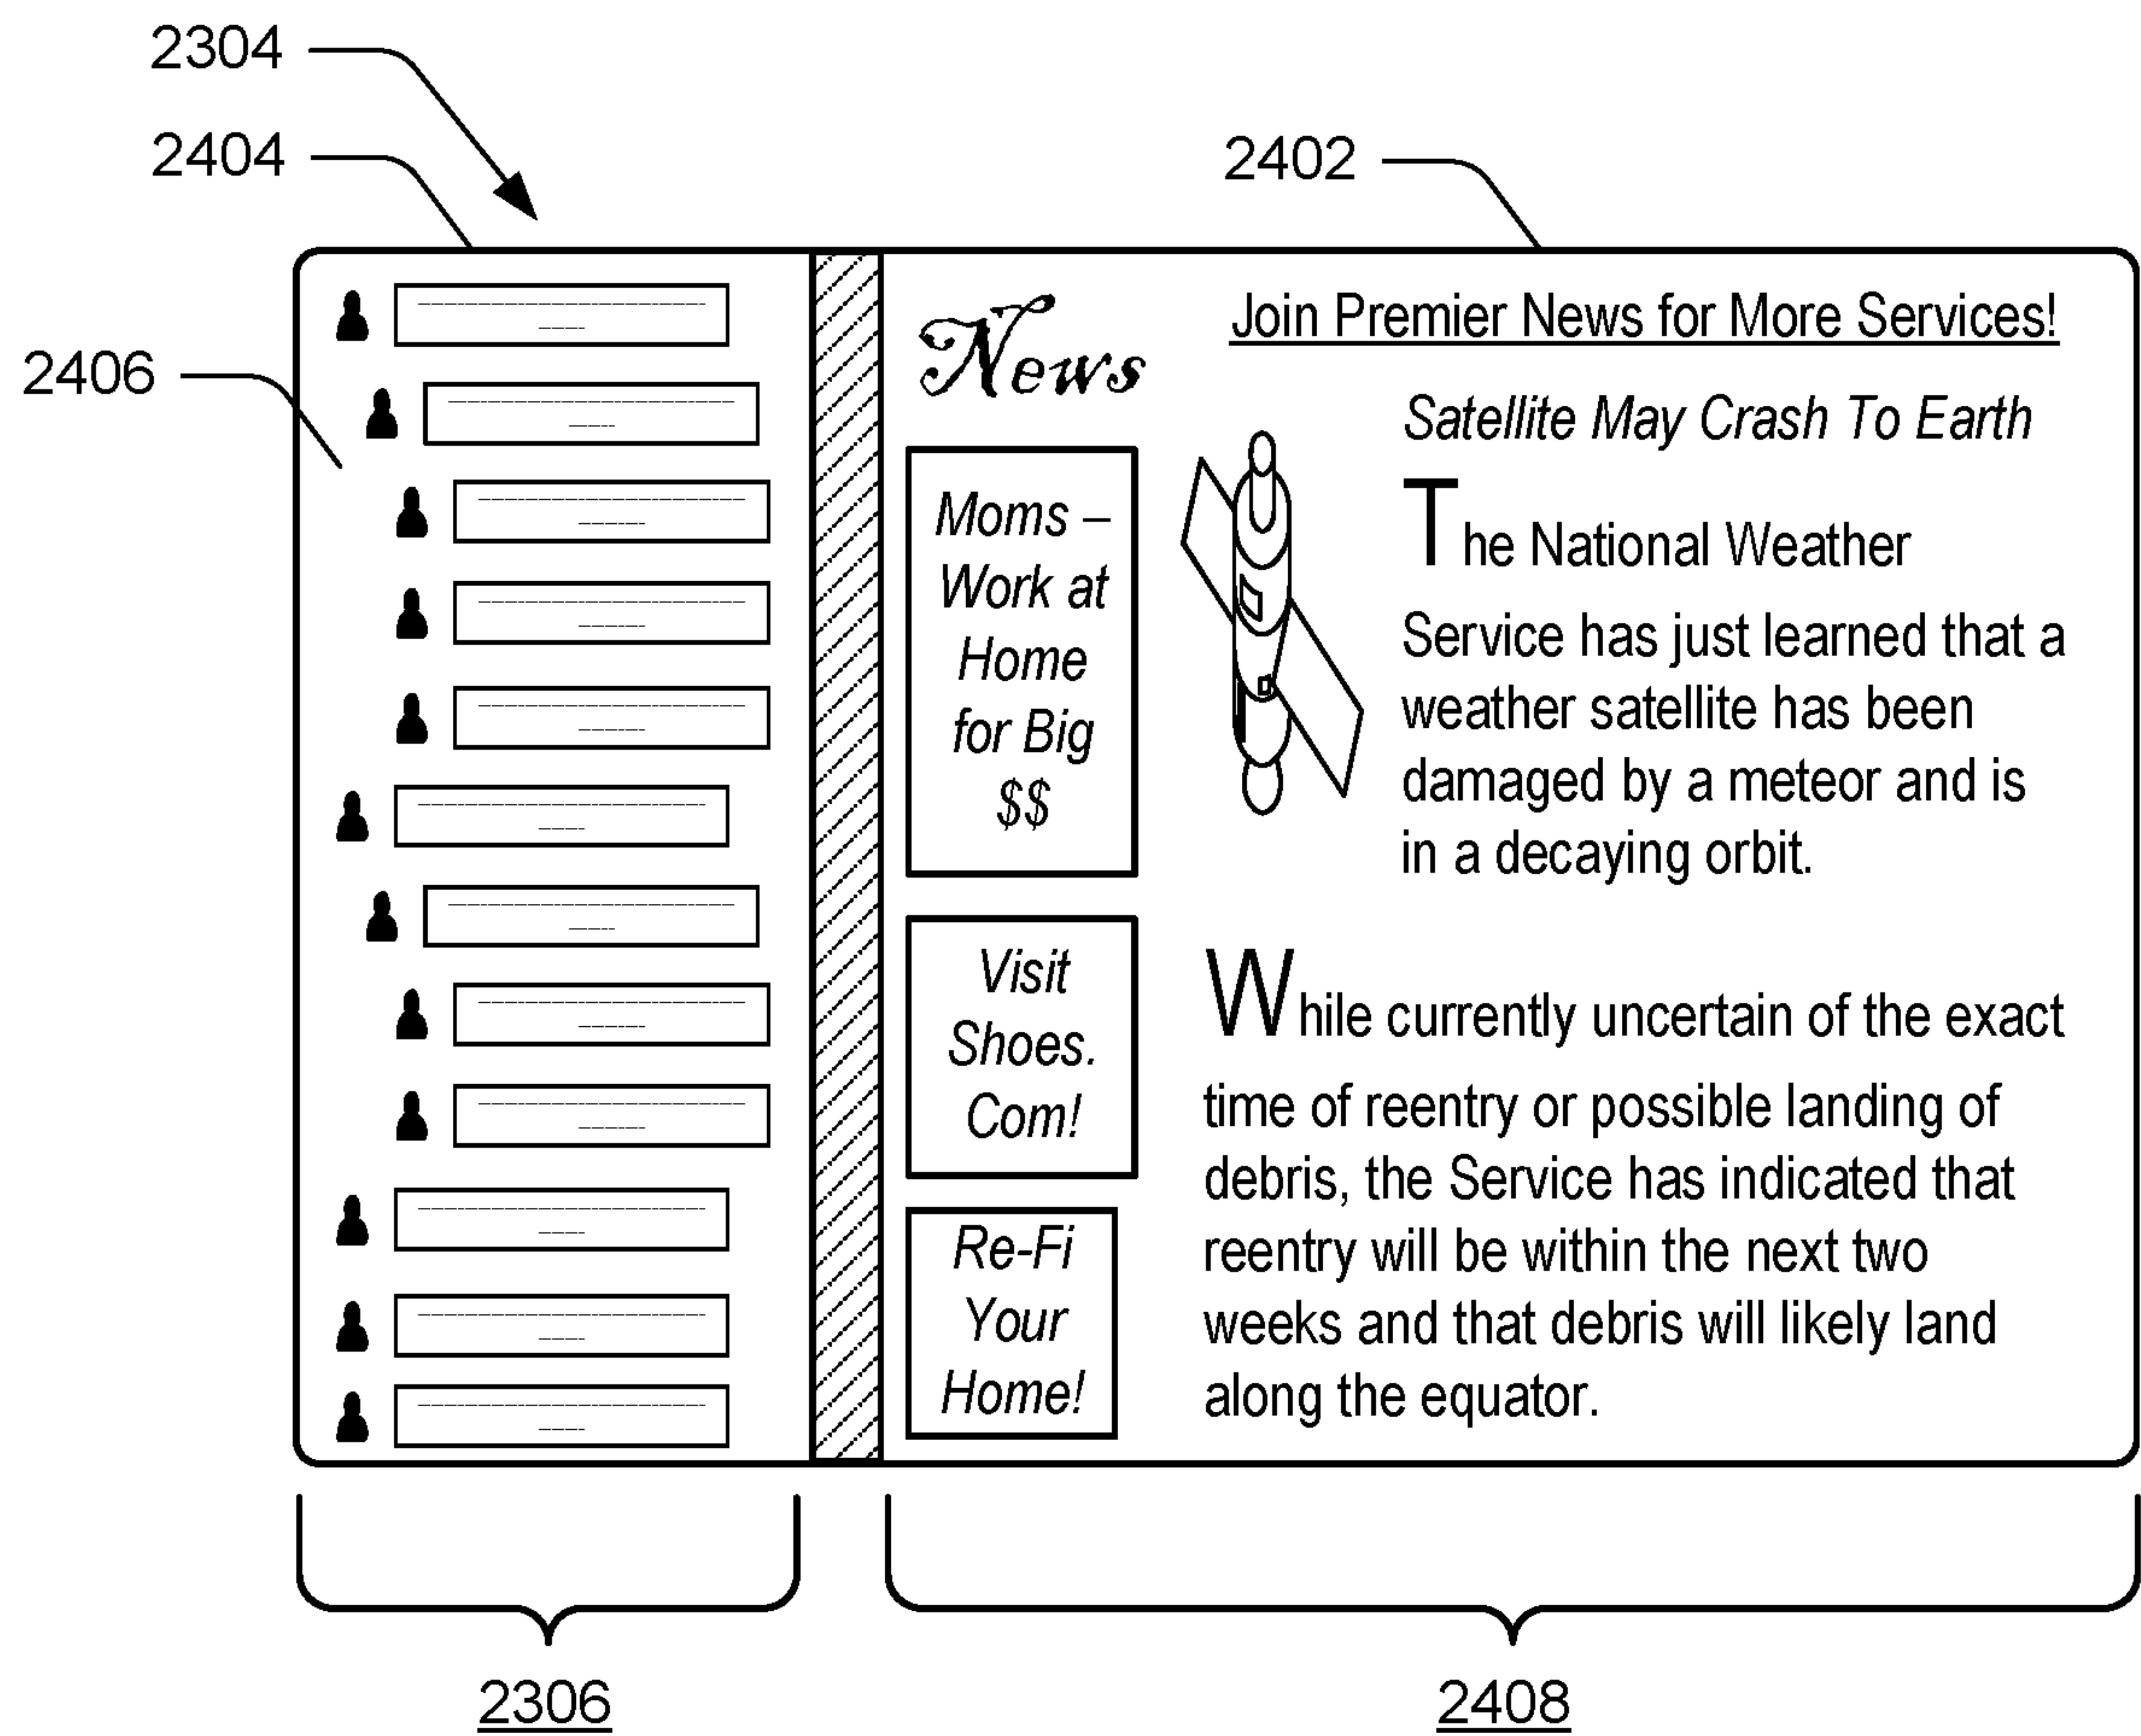 2304
2404
2402
2406
News
Join Premier News for More Services!
Moms –
Work at
Home
for Big
$$
Visit
Shoes.
Com!
Re-Fi
Your
Home!
Satellite May Crash To Earth
The National Weather
Service has just learned that a
weather satellite has been
damaged by a meteor and is
in a decaying orbit.
While currently uncertain of the exact
time of reentry or possible landing of
debris, the Service has indicated that
reentry will be within the next two
weeks and that debris will likely land
along the equator.
2306
2408